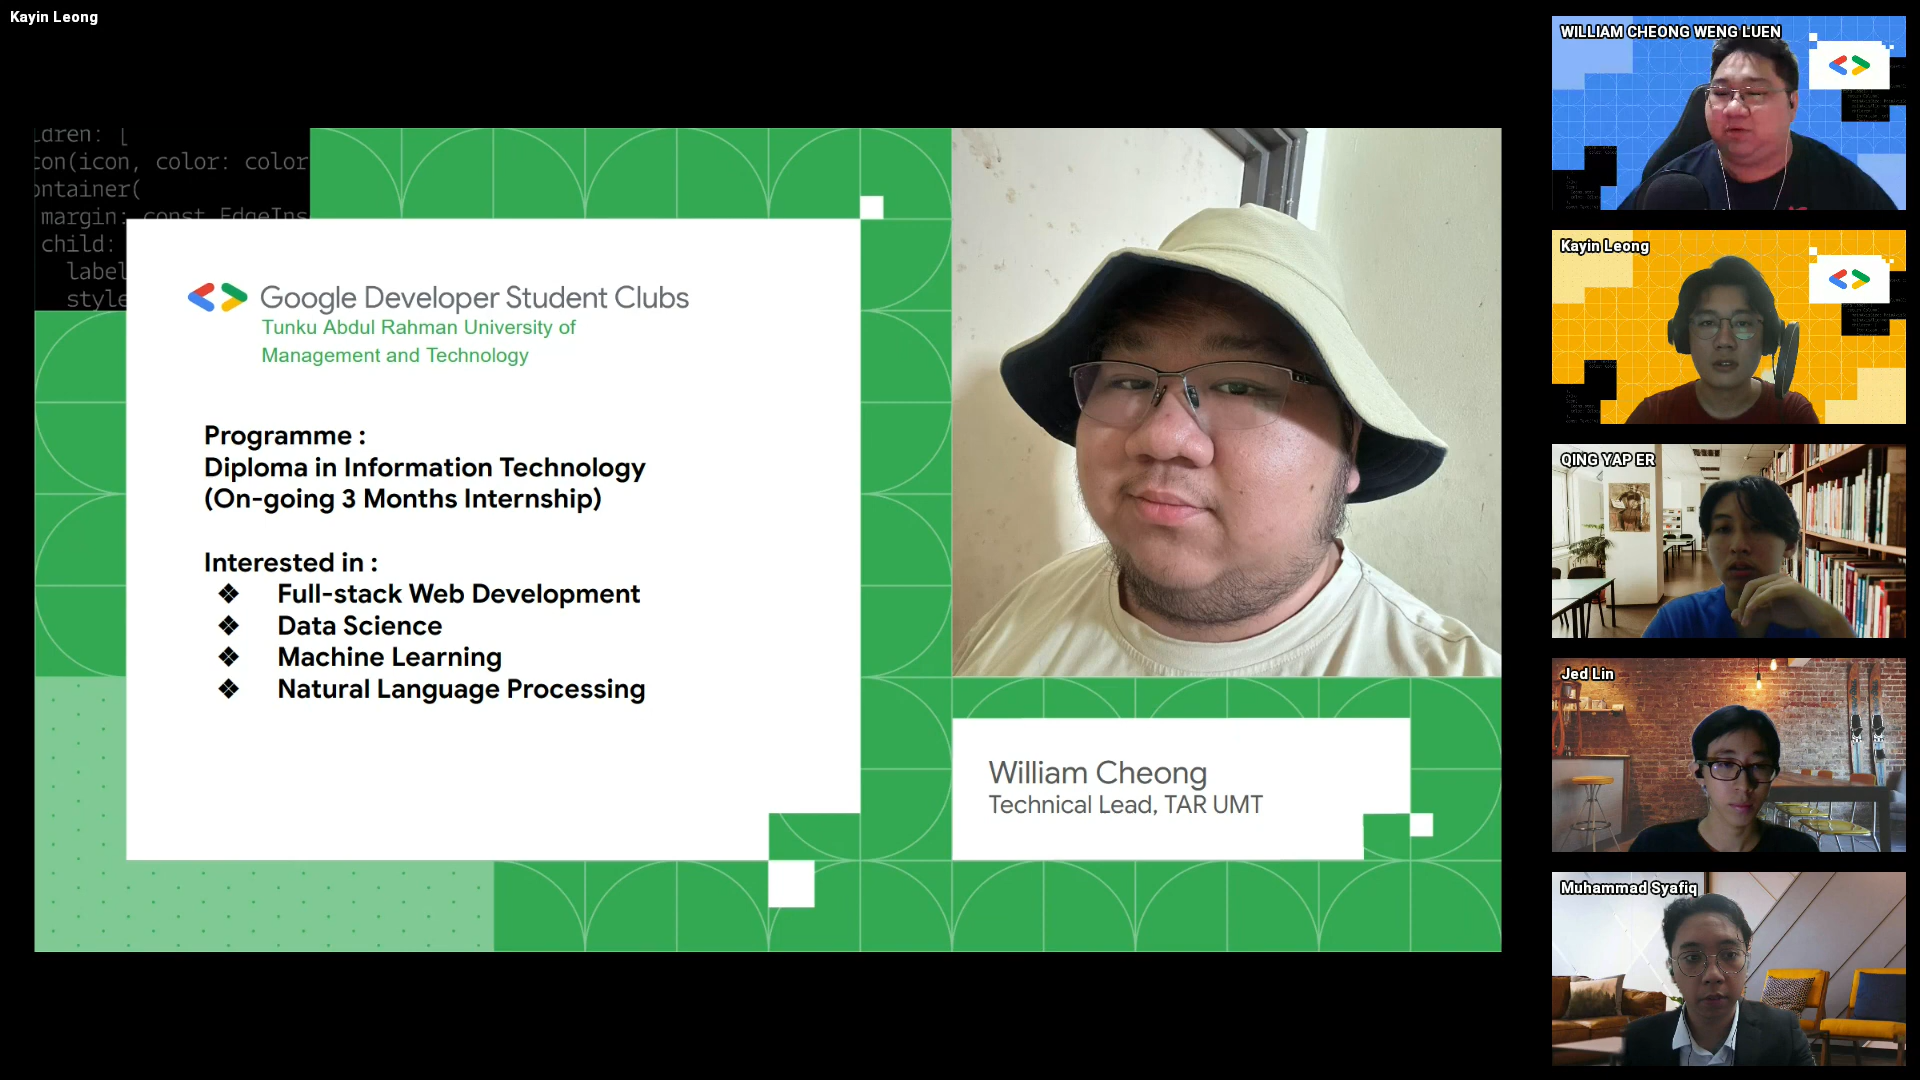 Kayin Leong
ldren: [
con(icon, color: color
ontainer(
margin: const EdgeIns
child:
label
style
Google Developer Student Clubs
Tunku Abdul Rahman University of
Management and Technology
Programme :
Diploma in Information Technology
(On-going 3 Months Internship)
Interested in :
❖ Full-stack Web Development
❖ Data Science
❖ Machine Learning
❖ Natural Language Processing
William Cheong
Technical Lead, TAR UMT
WILLIAM CHEONG WENG LUEN
Kayin Leong
QING YAP ER
Jed Lin
Muhammad Syafiq